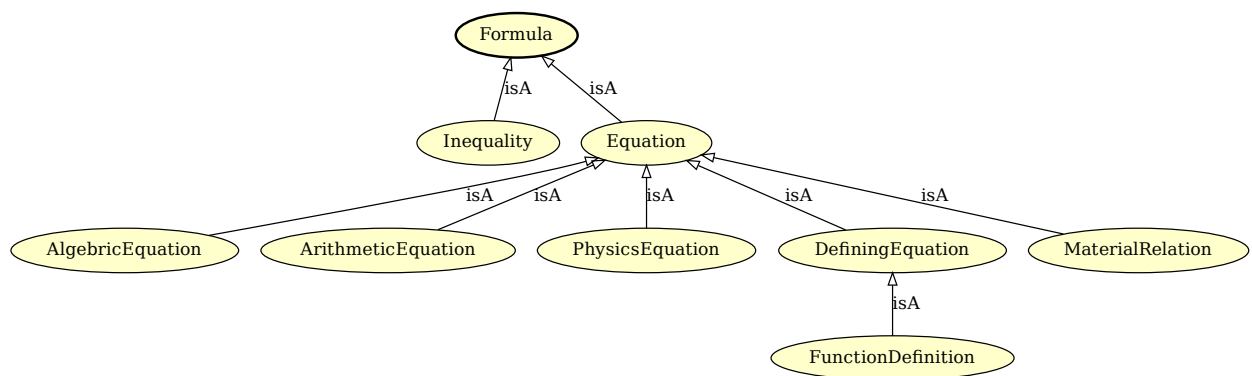 Formula
isA isA
Inequality Equation
isA isA isA isA isA
AlgebricEquation ArithmeticEquation PhysicsEquation DefiningEquation MaterialRelation
isA
FunctionDefinition